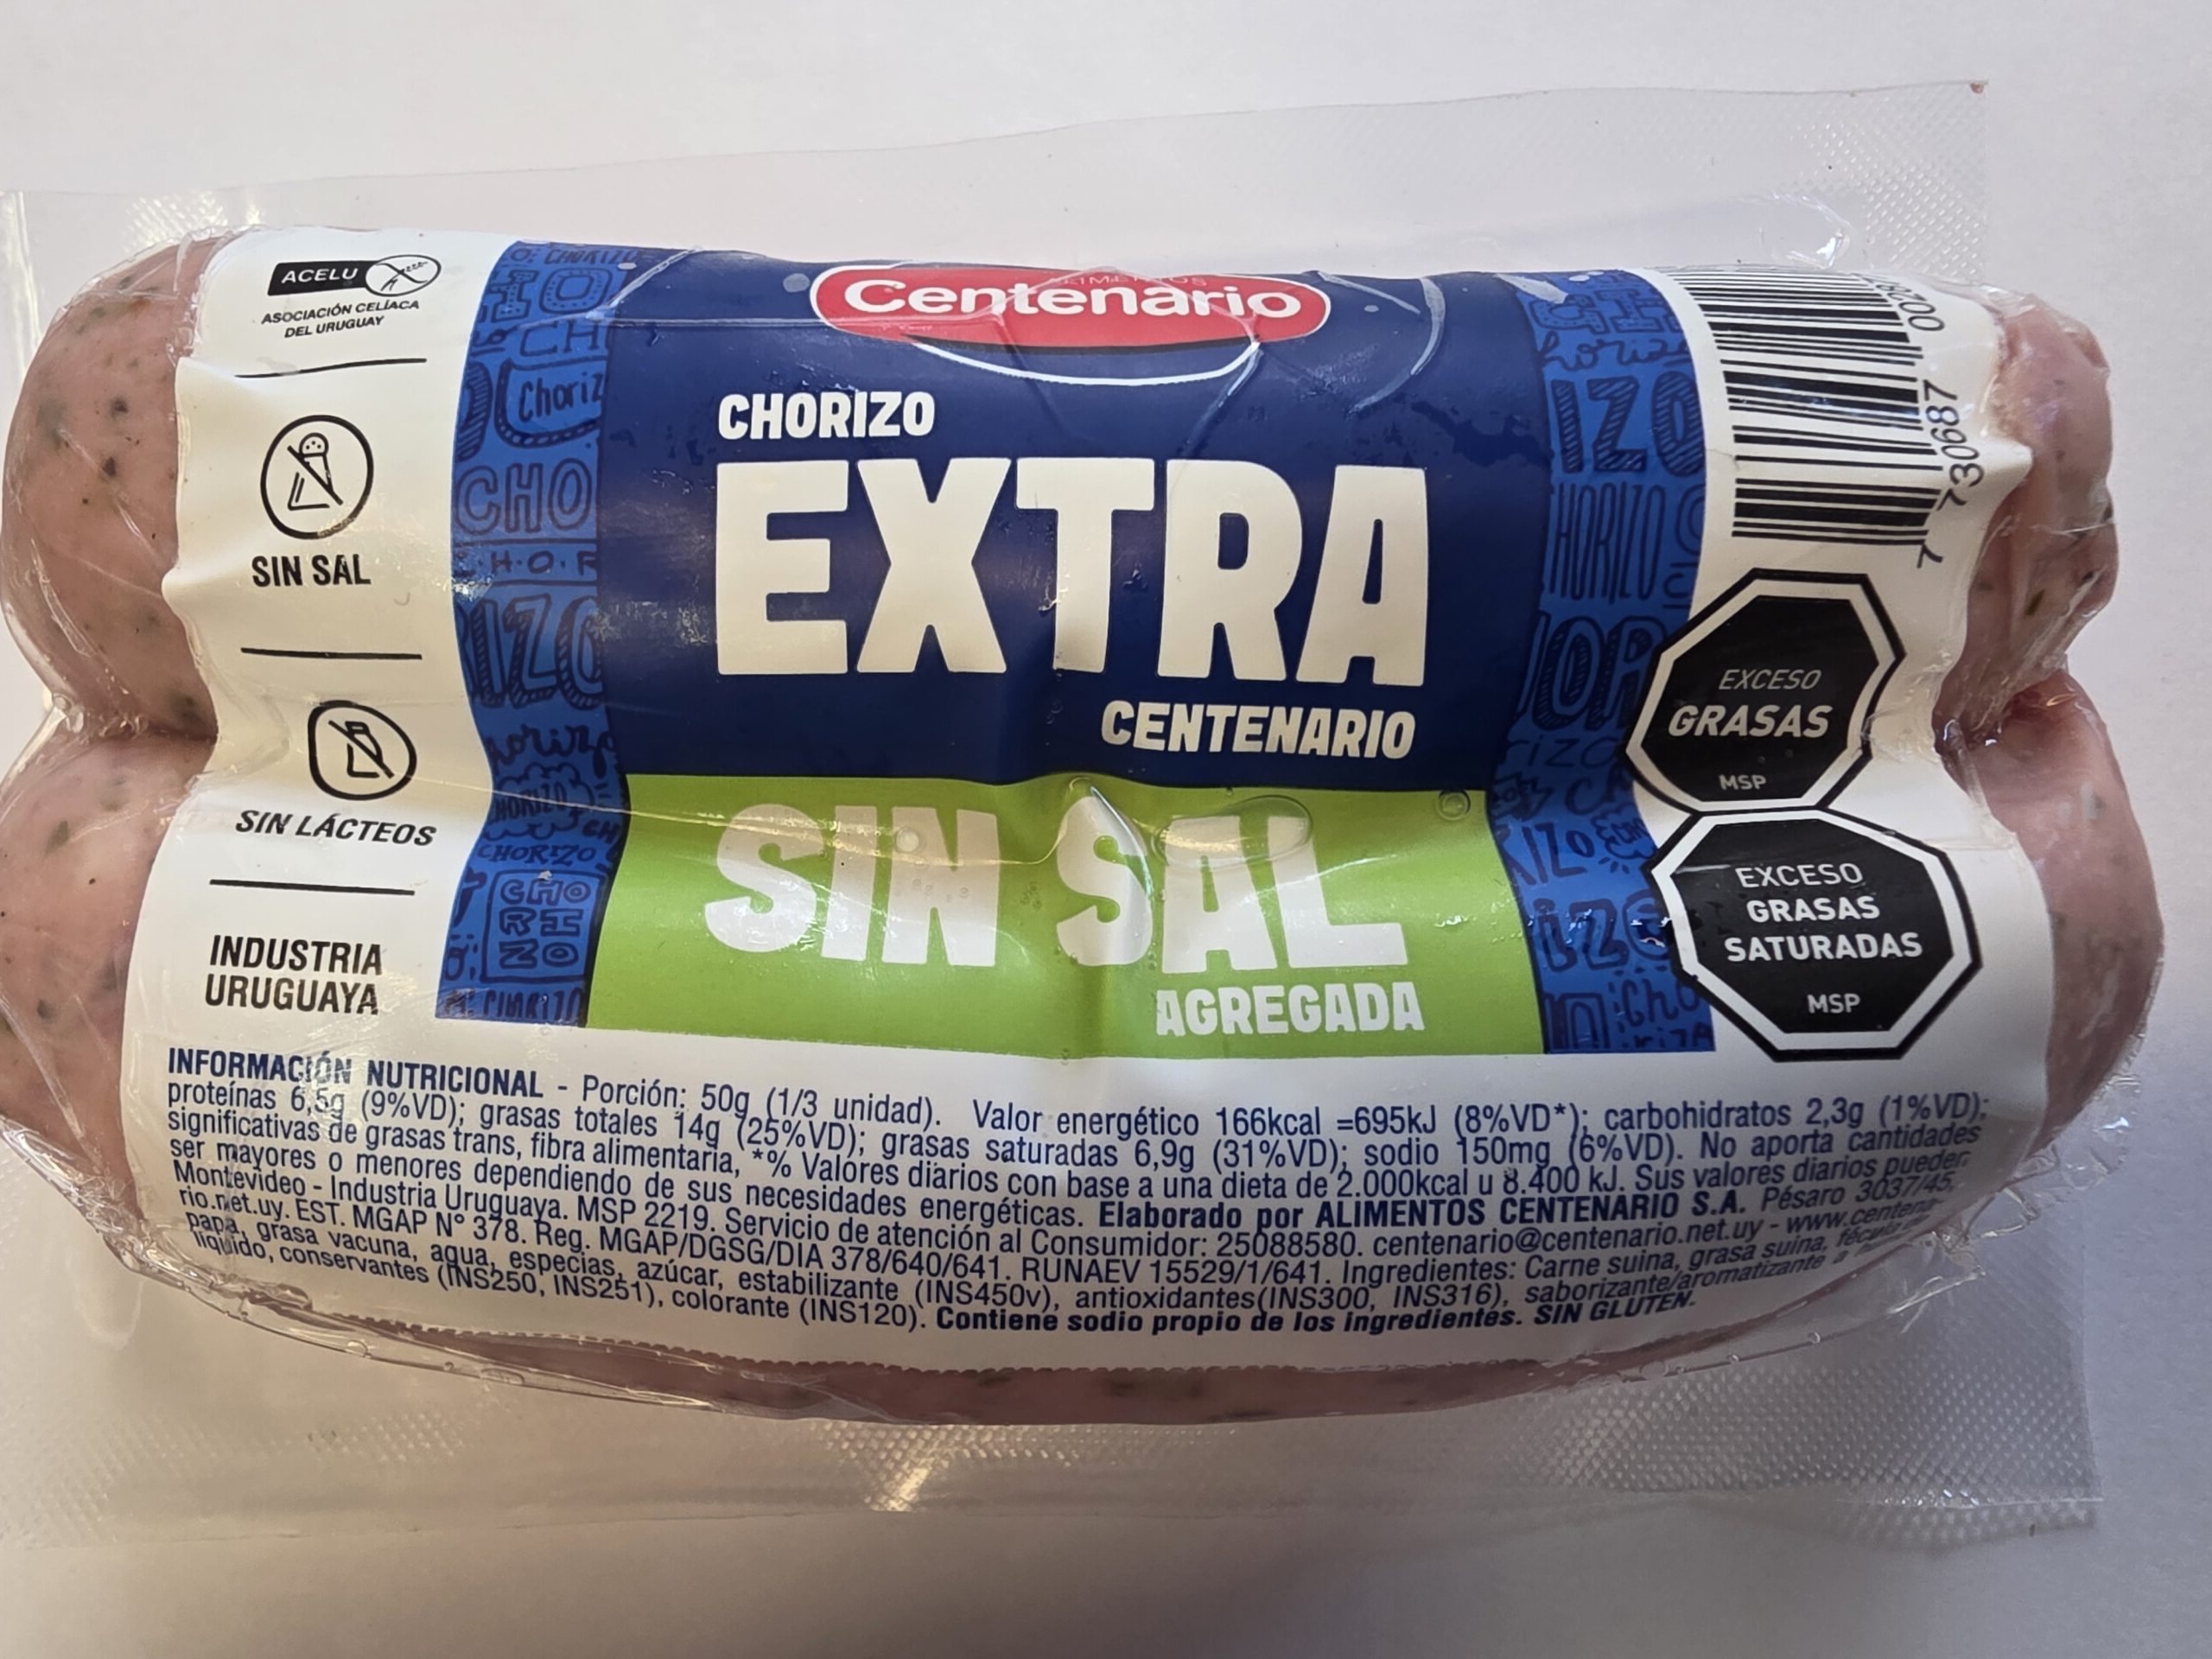 ACELU
ASOCIACIÓN CELÍACA
DEL URUGUAY
SIN SAL
SIN LÁCTEOS
INDUSTRIA
URUGUAYA
Centenario
CHORIZO
EXTRA
CENTENARIO
SIN SAL
AGREGADA
7 730687
EXCESO
GRASAS
MSP
EXCESO
GRASAS
SATURADAS
MSP
INFORMACIÓN NUTRICIONAL - Porción: 50g (1/3 unidad). Valor energético 166kcal =695kJ (8%VD*); carbohidratos 2,3g (1%VD);
proteínas 6,5g (9%VD); grasas totales 14g (25%VD); grasas saturadas 6,9g (31%VD); sodio 150mg (6%VD). No aporta cantidades
significativas de grasas trans, fibra alimentaria, *% Valores diarios con base a una dieta de 2.000kcal u 8.400 kJ. Sus valores diarios pueden
ser mayores o menores dependiendo de sus necesidades energéticas. Elaborado por ALIMENTOS CENTENARIO S.A. Pésaro 3037/45,
Montevideo - Industria Uruguaya. MSP 2219. Servicio de atención al Consumidor: 25088580. centenario@centenario.net.uy - www.centena-
rio.net.uy. EST. MGAP N° 378. Reg. MGAP/DGSG/DIA 378/640/641. RUNAEV 15529/1/641. Ingredientes: Carne suina, grasa suina, fécula de
papa, grasa vacuna, agua, especias, azúcar, estabilizante (INS450v), antioxidantes(INS300, INS316), saborizante/aromatizante a
líquido, conservantes (INS250, INS251), colorante (INS120). Contiene sodio propio de los ingredientes. SIN GLUTEN.